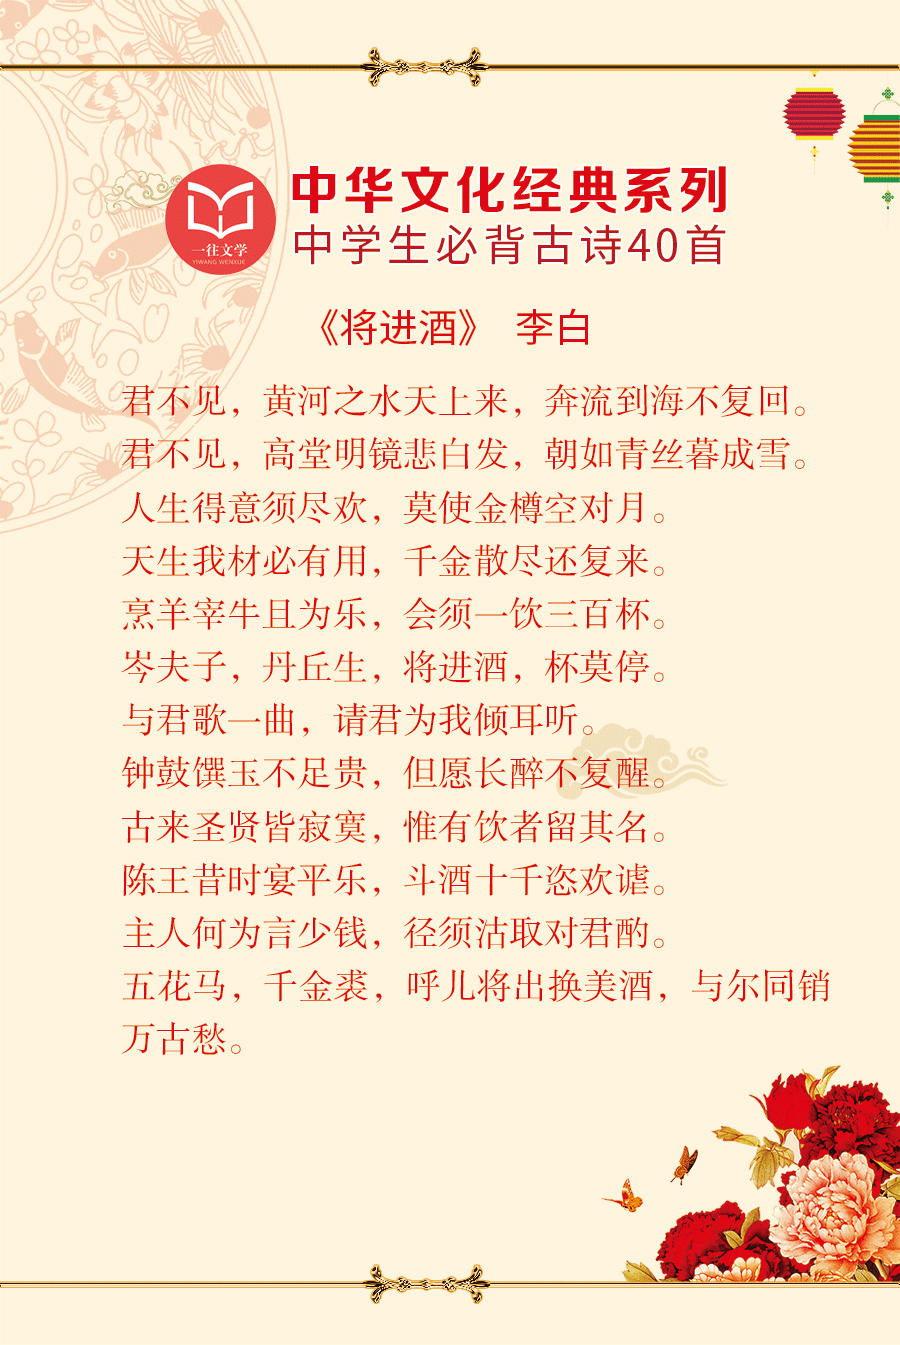 中华文化经典系列
一往文学
YIWANG WENXUE
中学生必背古诗40首
《将进酒》 李白
君不见，黄河之水天上来，奔流到海不复回。
君不见，高堂明镜悲白发，朝如青丝暮成雪。
人生得意须尽欢，莫使金樽空对月。
天生我材必有用，千金散尽还复来。
烹羊宰牛且为乐，会须一饮三百杯。
岑夫子，丹丘生，将进酒，杯莫停。
与君歌一曲，请君为我倾耳听。
钟鼓馔玉不足贵，但愿长醉不复醒。
古来圣贤皆寂寞，惟有饮者留其名。
陈王昔时宴平乐，斗酒十千恣欢谑。
主人何为言少钱，径须沽取对君酌。
五花马，千金裘，呼儿将出换美酒，与尔同销
万古愁。